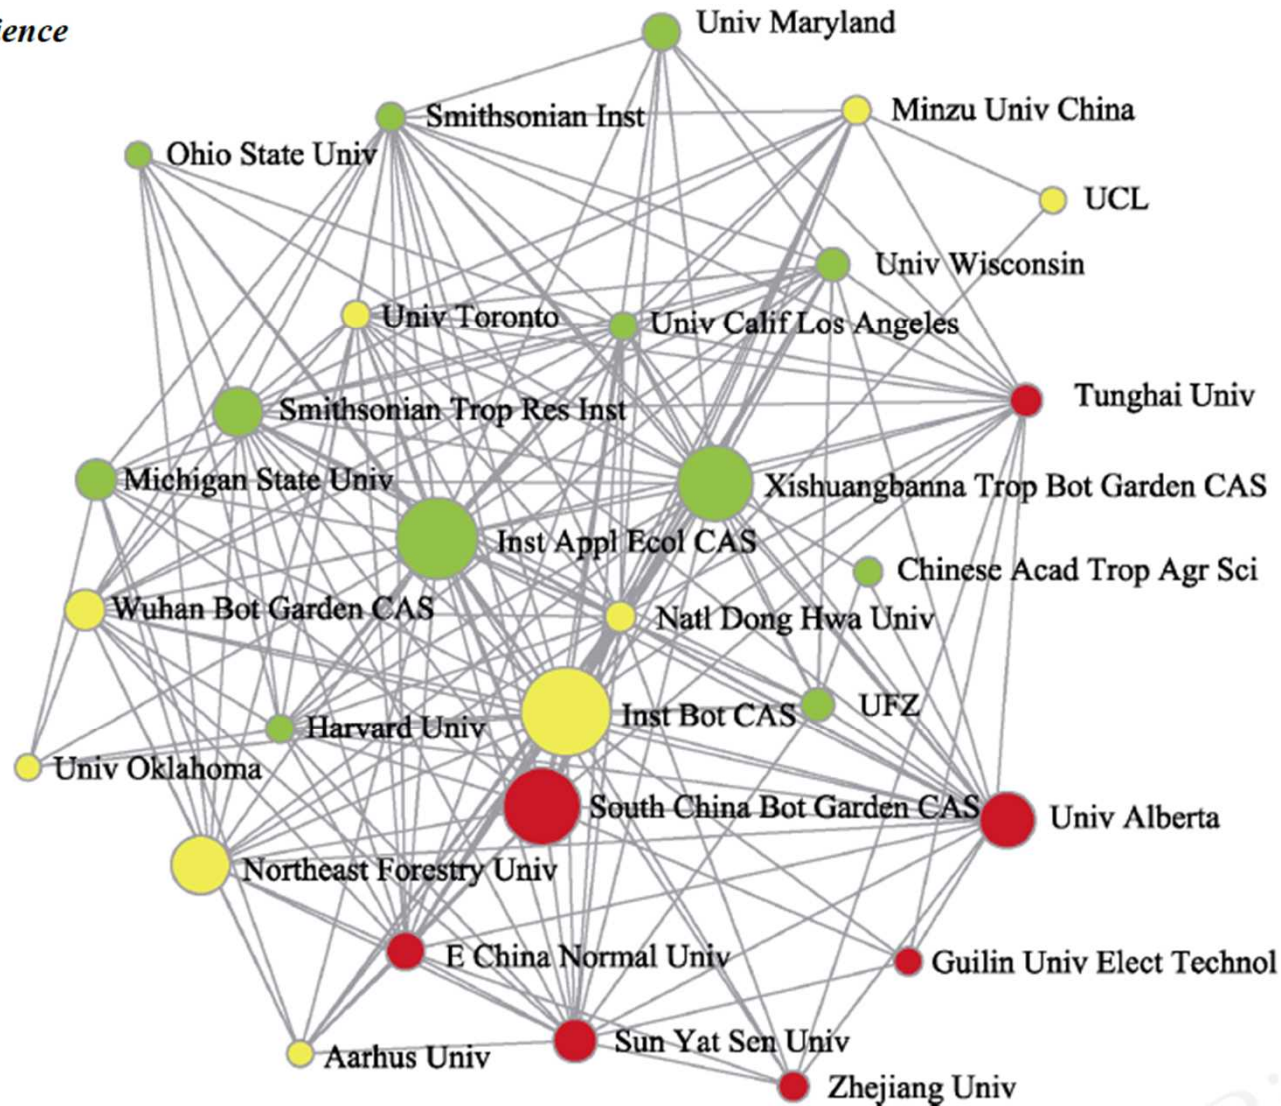 ience
Univ Maryland
Smithsonian Inst
Minzu Univ China
Ohio State Univ
UCL
Univ Wisconsin
Univ Toronto
Univ Calif Los Angeles
Tunghai Univ
Smithsonian Trop Res Inst
Michigan State Univ
Xishuangbanna Trop Bot Garden CAS
Inst Appl Ecol CAS
Chinese Acad Trop Agr Sci
Wuhan Bot Garden CAS
Natl Dong Hwa Univ
UFZ
Inst Bot CAS
Harvard Univ
Univ Oklahoma
South China Bot Garden CAS
Univ Alberta
Northeast Forestry Univ
E China Normal Univ
Guilin Univ Elect Technol
Sun Yat Sen Univ
Aarhus Univ
Zhejiang Univ